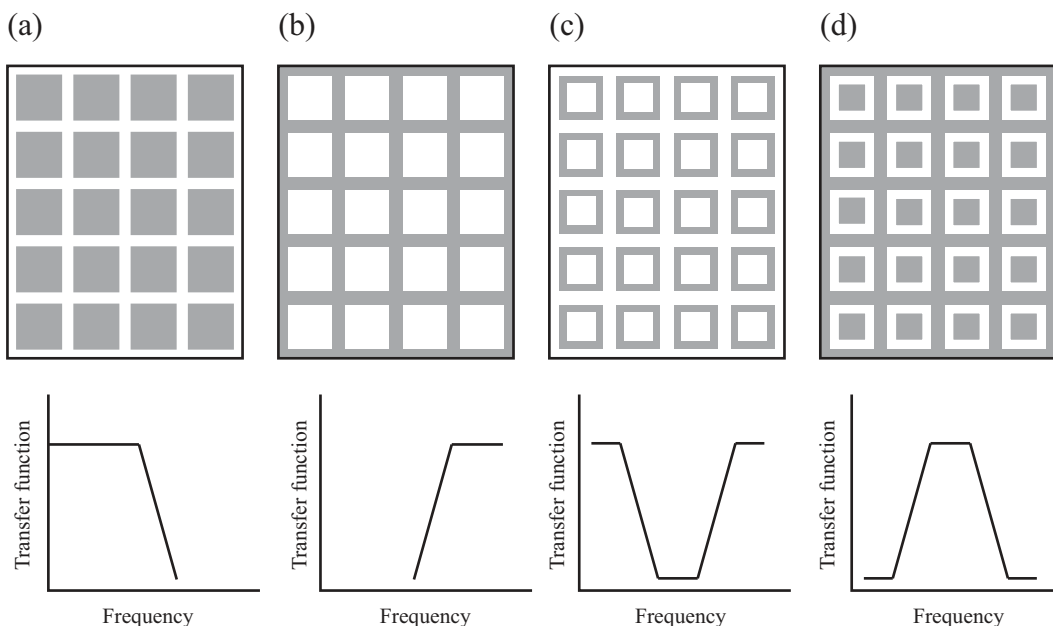 (a)
(b)
(c)
(d)
Transfer function
Frequency
Transfer function
Frequency
Transfer function
Frequency
Transfer function
Frequency